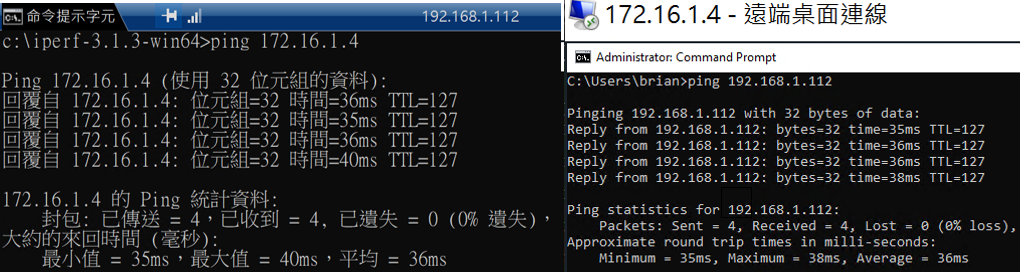 命令提示字元
192.168.1.112
c:\iperf-3.1.3-win64>ping 172.16.1.4
Ping 172.16.1.4 (使用 32 位元組的資料):
回覆自 172.16.1.4: 位元組=32 時間=36ms TTL=127
回覆自 172.16.1.4: 位元組=32 時間=35ms TTL=127
回覆自 172.16.1.4: 位元組=32 時間=36ms TTL=127
回覆自 172.16.1.4: 位元組=32 時間=40ms TTL=127
172.16.1.4 的 Ping 統計資料:
封包: 已傳送 = 4，已收到 = 4, 已遺失 = 0 (0% 遺失)，
大約的來回時間 (毫秒):
最小值 = 35ms，最大值 = 40ms，平均 = 36ms
172.16.1.4 - 遠端桌面連線
Administrator: Command Prompt
C:\Users\brian>ping 192.168.1.112
Pinging 192.168.1.112 with 32 bytes of data:
Reply from 192.168.1.112: bytes=32 time=35ms TTL=127
Reply from 192.168.1.112: bytes=32 time=36ms TTL=127
Reply from 192.168.1.112: bytes=32 time=36ms TTL=127
Reply from 192.168.1.112: bytes=32 time=38ms TTL=127
Ping statistics for 192.168.1.112:
Packets: Sent = 4, Received = 4, Lost = 0 (0% loss),
Approximate round trip times in milli-seconds:
Minimum = 35ms, Maximum = 38ms, Average = 36ms